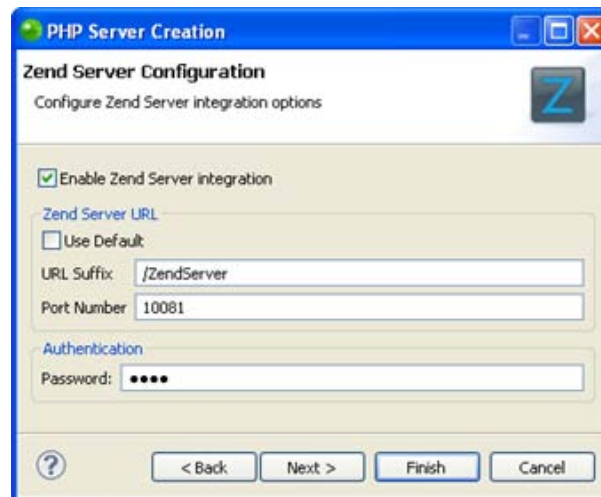 PHP Server Creation
Zend Server Configuration
Configure Zend Server integration options
Z
Enable Zend Server integration
Zend Server URL
Use Default
URL Suffix /ZendServer
Port Number 10081
Authentication
Password: ••••
? < Back Next > Finish Cancel